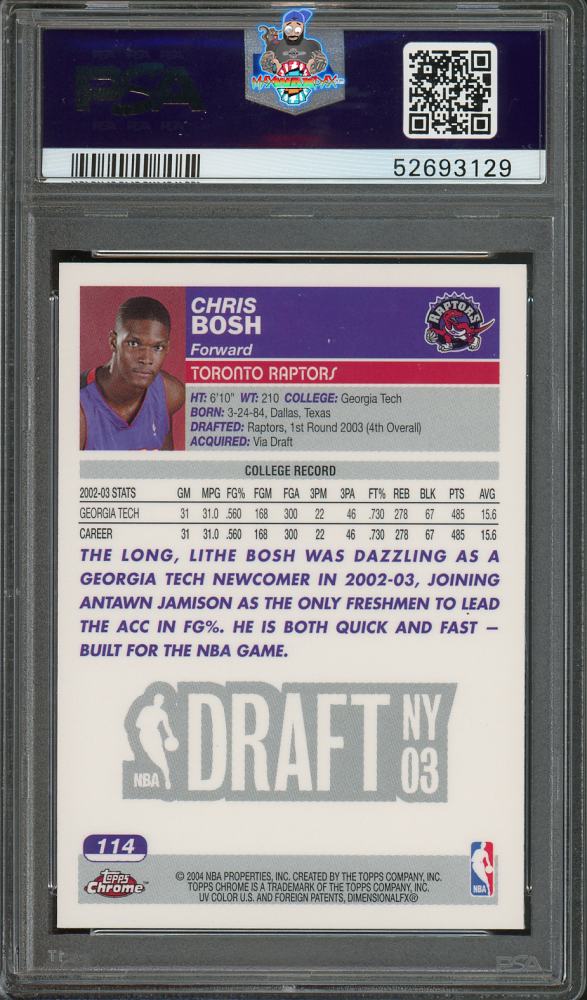 PSA
52693129
CHRIS
BOSH
Forward
TORONTO RAPTORS
RAPTORS
HT: 6'10" WT: 210 COLLEGE: Georgia Tech
BORN: 3-24-84, Dallas, Texas
DRAFTED: Raptors, 1st Round 2003 (4th Overall)
ACQUIRED: Via Draft
COLLEGE RECORD
2002-03 STATS GM MPG FG% FGM FGA 3PM 3PA FT% REB BLK PTS AVG
GEORGIA TECH 31 31.0 .560 168 300 22 46 .730 278 67 485 15.6
CAREER 31 31.0 .560 168 300 22 46 .730 278 67 485 15.6
THE LONG, LITHE BOSH WAS DAZZLING AS A
GEORGIA TECH NEWCOMER IN 2002-03, JOINING
ANTAWN JAMISON AS THE ONLY FRESHMEN TO LEAD
THE ACC IN FG%. HE IS BOTH QUICK AND FAST –
BUILT FOR THE NBA GAME.
NBA DRAFT NY 03
114
TOPPS Chrome
© 2004 NBA PROPERTIES, INC. CREATED BY THE TOPPS COMPANY, INC.
TOPPS CHROME IS A TRADEMARK OF THE TOPPS COMPANY, INC.
UV COLOR U.S. AND FOREIGN PATENTS, DIMENSIONALFX®
NBA
PSA